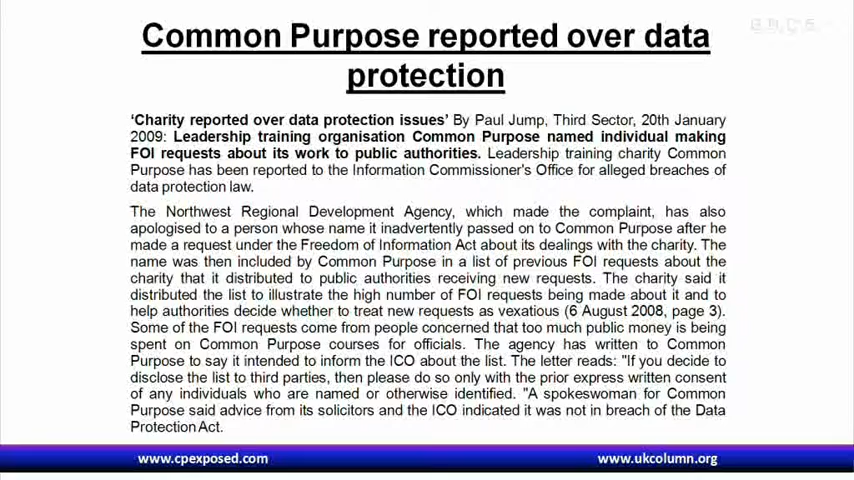 Common Purpose reported over data
protection
‘Charity reported over data protection issues’ By Paul Jump, Third Sector, 20th January
2009: Leadership training organisation Common Purpose named individual making
FOI requests about its work to public authorities. Leadership training charity Common
Purpose has been reported to the Information Commissioner's Office for alleged breaches of
data protection law.
The Northwest Regional Development Agency, which made the complaint, has also
apologised to a person whose name it inadvertently passed on to Common Purpose after he
made a request under the Freedom of Information Act about its dealings with the charity. The
name was then included by Common Purpose in a list of previous FOI requests about the
charity that it distributed to public authorities receiving new requests. The charity said it
distributed the list to illustrate the high number of FOI requests being made about it and to
help authorities decide whether to treat new requests as vexatious (6 August 2008, page 3).
Some of the FOI requests come from people concerned that too much public money is being
spent on Common Purpose courses for officials. The agency has written to Common
Purpose to say it intended to inform the ICO about the list. The letter reads: "If you decide to
disclose the list to third parties, then please do so only with the prior express written consent
of any individuals who are named or otherwise identified. "A spokeswoman for Common
Purpose said advice from its solicitors and the ICO indicated it was not in breach of the Data
Protection Act.
www.cpexposed.com
www.ukcolumn.org